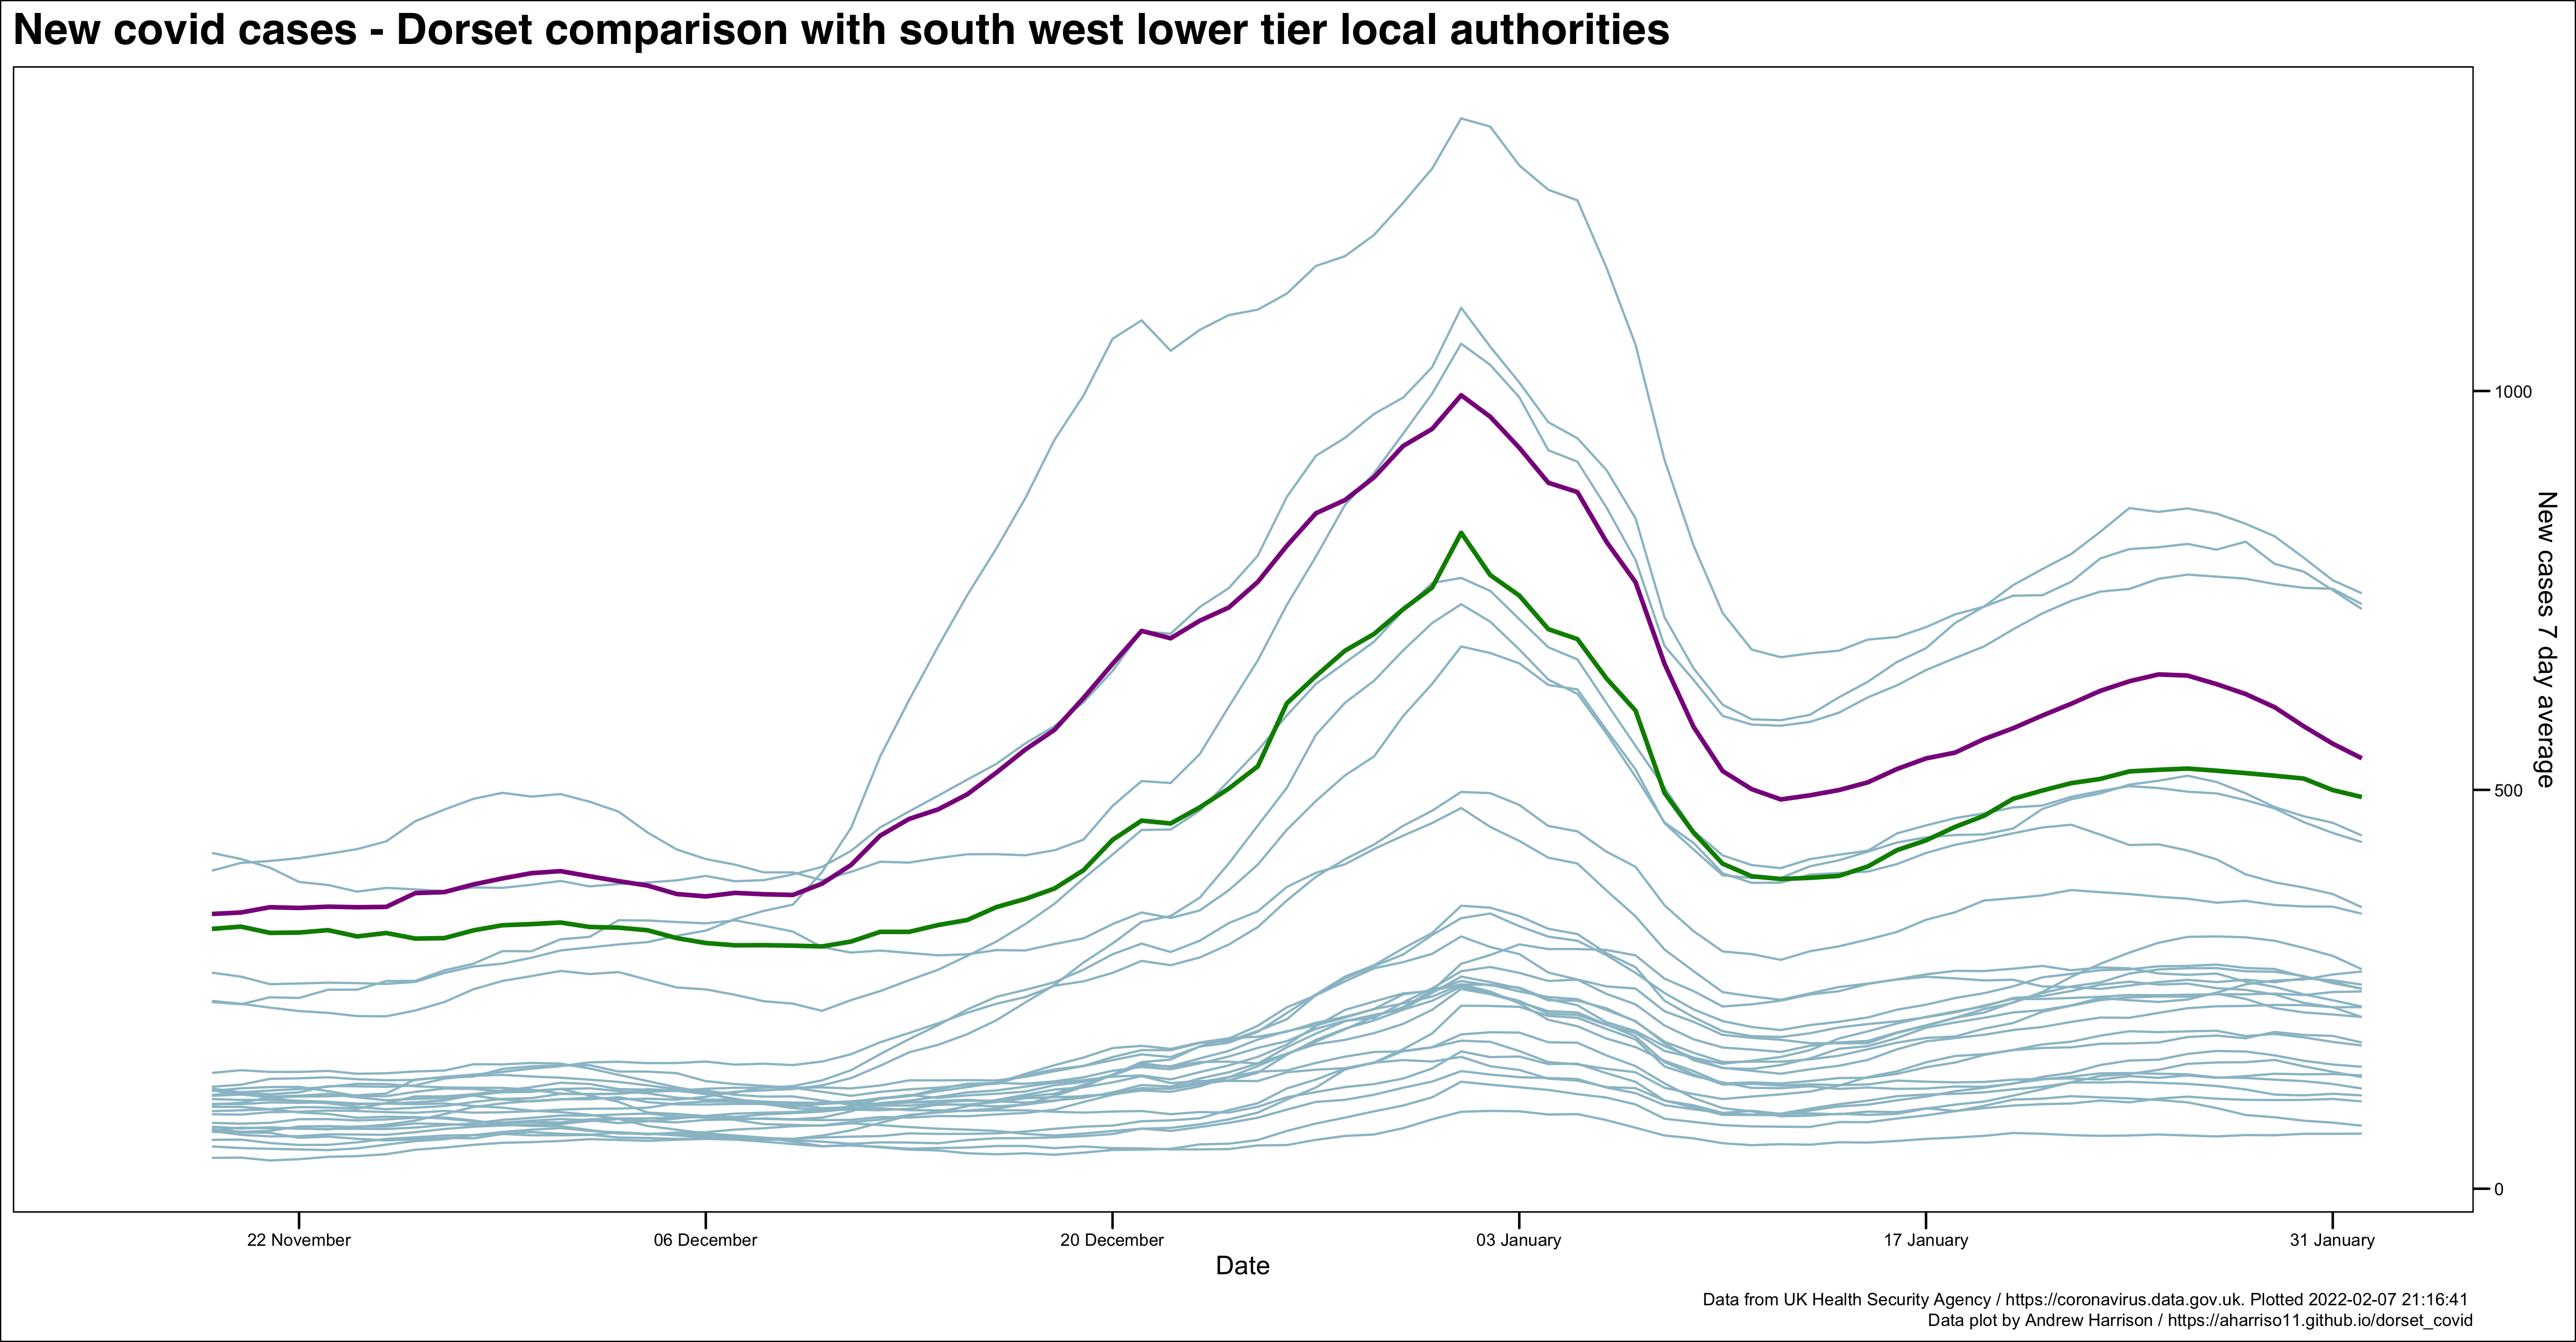 New covid cases - Dorset comparison with south west lower tier local authorities
1000
500
0
New cases 7 day average
22 November
06 December
20 December
03 January
17 January
31 January
Date
Data from UK Health Security Agency / https://coronavirus.data.gov.uk. Plotted 2022-02-07 21:16:41
Data plot by Andrew Harrison / https://aharriso11.github.io/dorset_covid